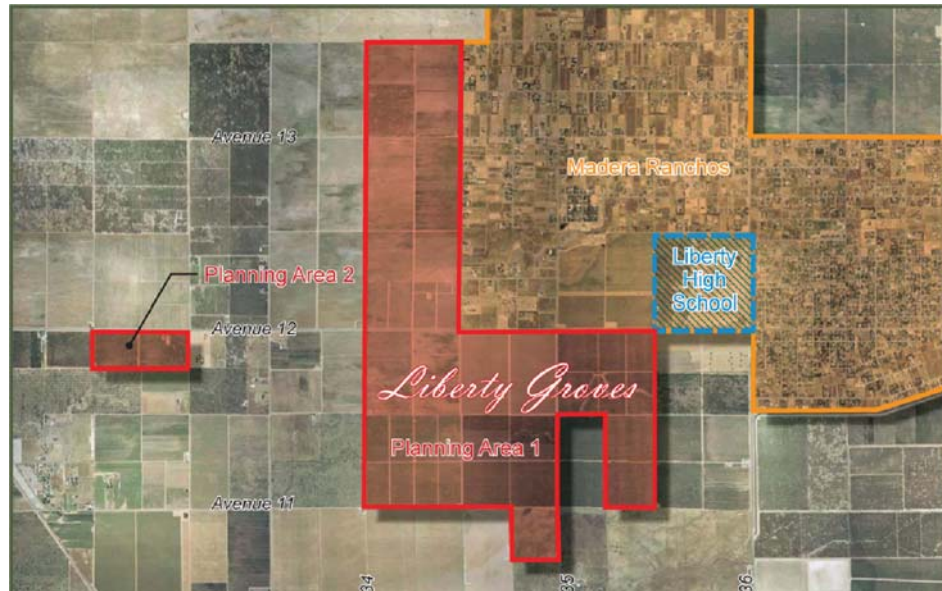 Avenue 13
Madera Ranchos
Liberty
High
School
Planning Area 2
Avenue 12
Liberty Groves
Planning Area 1
Avenue 11
34
35
36